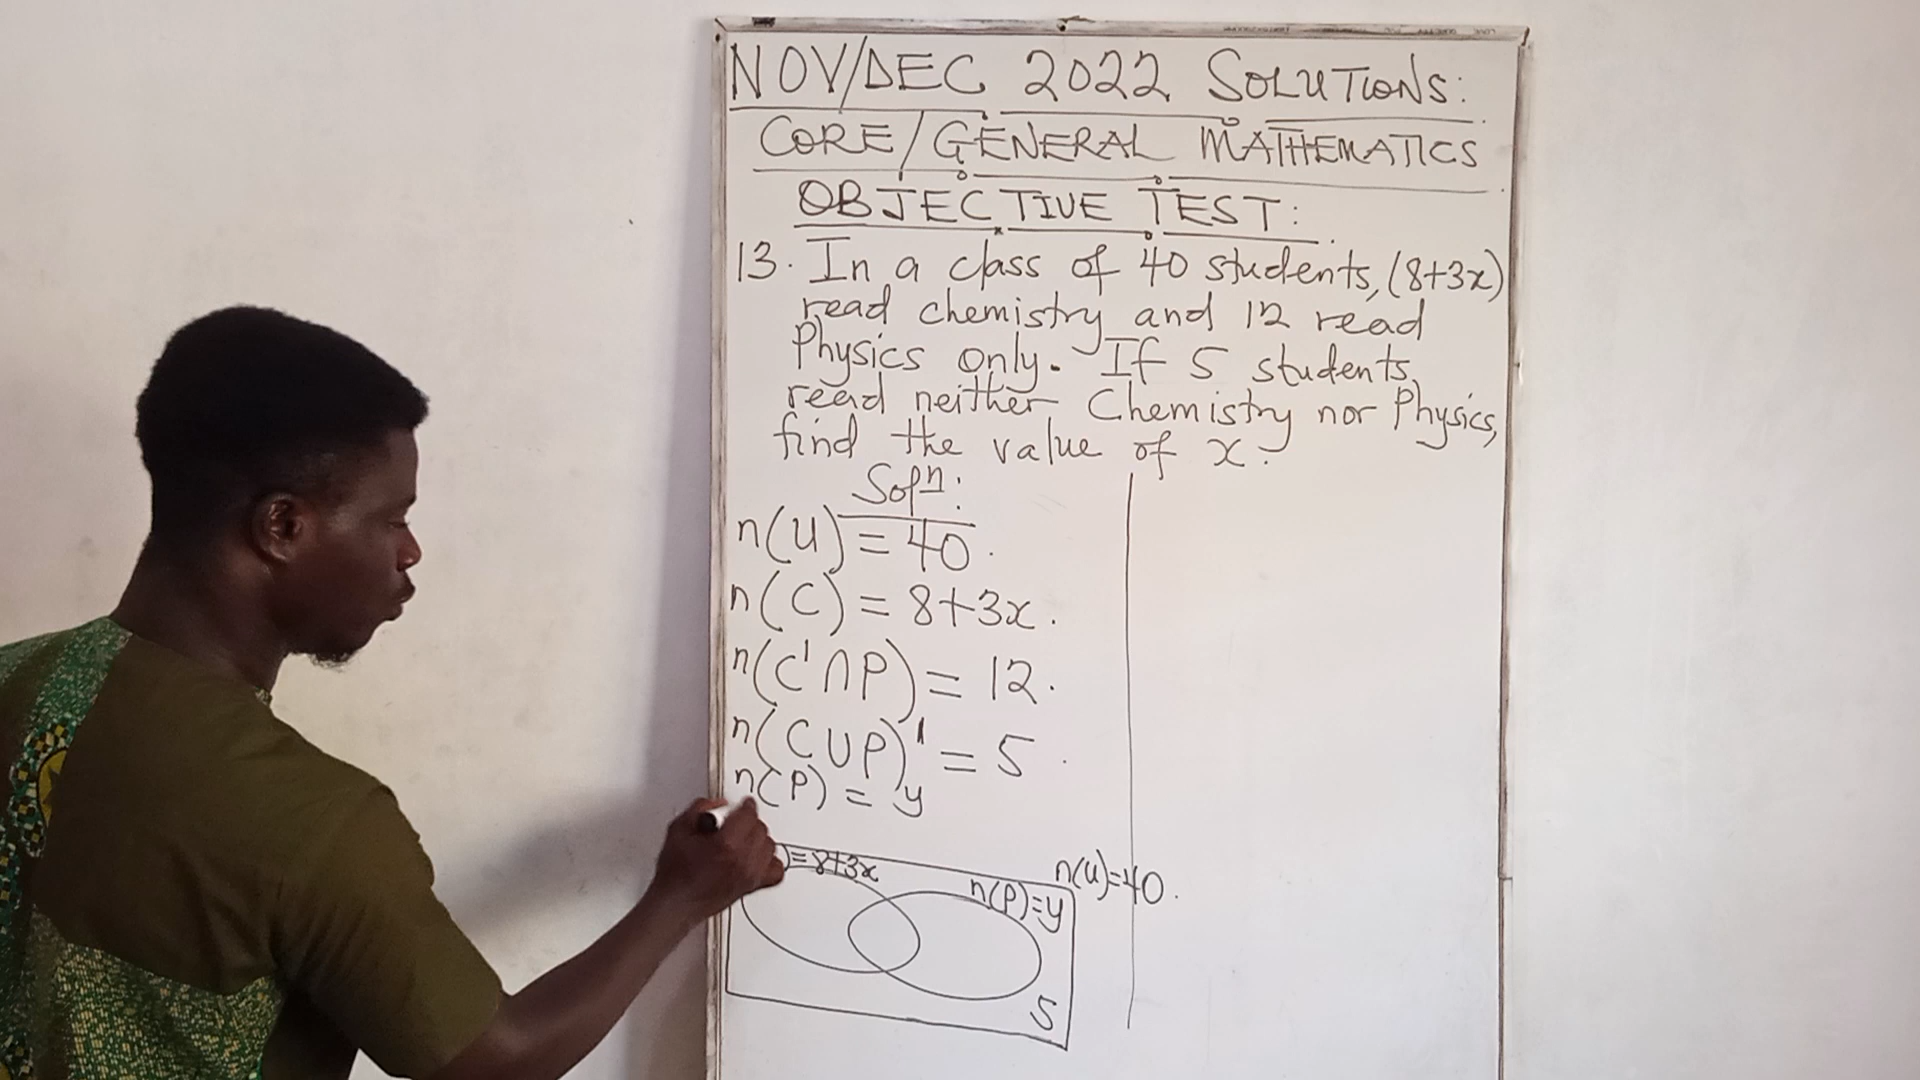 NOV/DEC 2022 SOLUTIONS:
CORE/GENERAL MATHEMATICS
OBJECTIVE TEST:
13. In a class of 40 students, (8+3x)
read chemistry and 12 read
Physics only. If 5 students
read neither Chemistry nor Physics,
find the value of x.
Solⁿ:
n(U) = 40.
n(C) = 8+3x.
n(C'∩P) = 12.
n(C∪P)' = 5.
n(P) = y
)=8+3x
n(P)=y
n(U)=40.
5